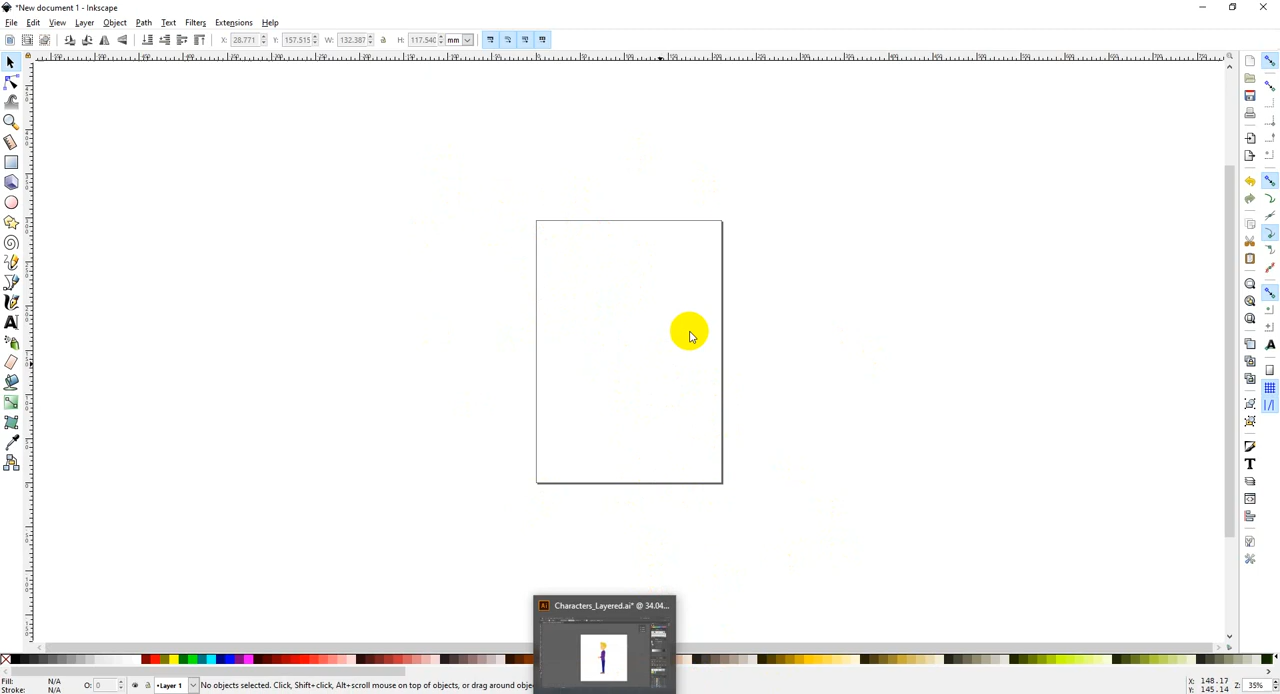 *New document 1 - Inkscape
File Edit View Layer Object Path Text Filters Extensions Help
X: 28.771 Y: 157.515 W: 132.387 H: 117.540 mm
Characters_Layered.ai* @ 34.04...
Fill: N/A
Stroke: N/A
O: 0
•Layer 1
No objects selected. Click, Shift+click, Alt+scroll mouse on top of objects, or drag around obje
X: 148.17
Y: 145.14
Z: 35%